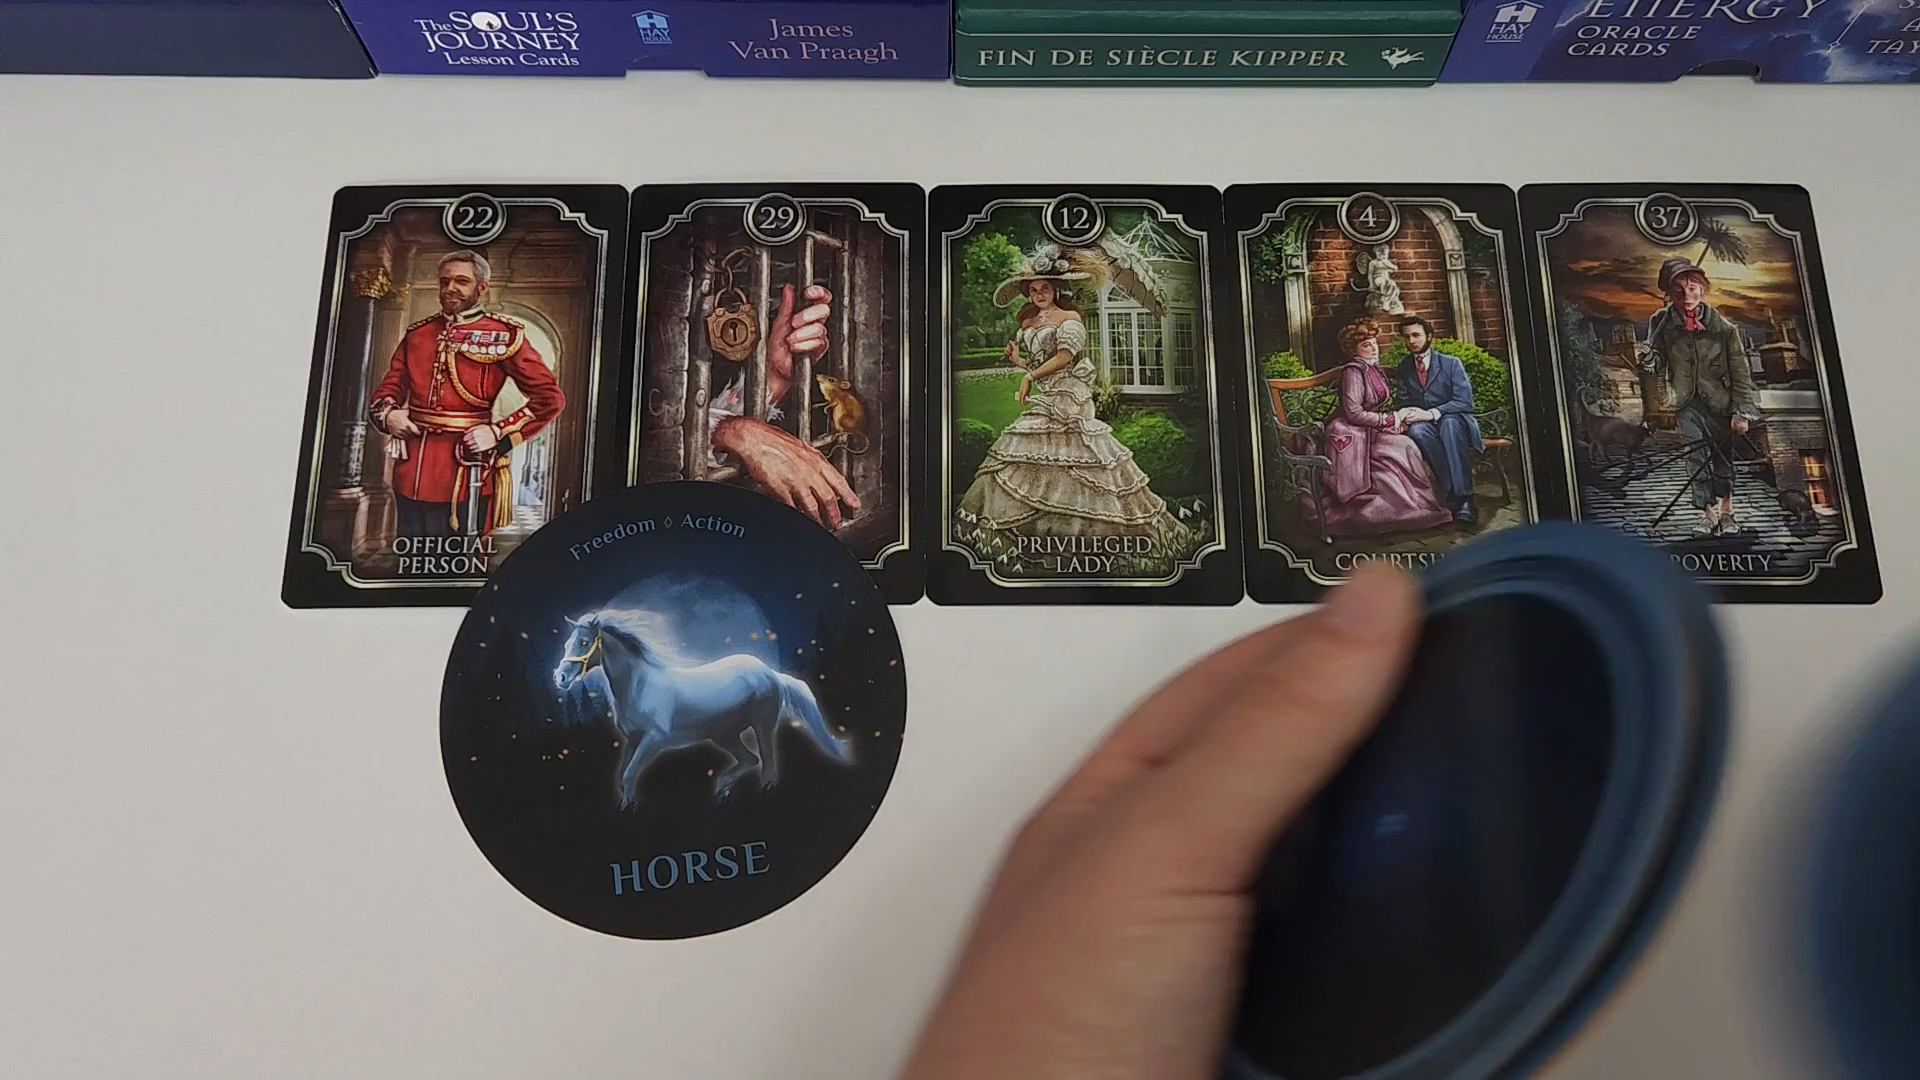 The SOUL'S
JOURNEY
Lesson Cards
HAY
HOUSE
James
Van Praagh
FIN DE SIÈCLE KIPPER
HAY
HOUSE
ENERGY
ORACLE
CARDS
22
29
12
4
37
OFFICIAL
PERSON
PRIVILEGED
LADY
POVERTY
Freedom ◊ Action
HORSE